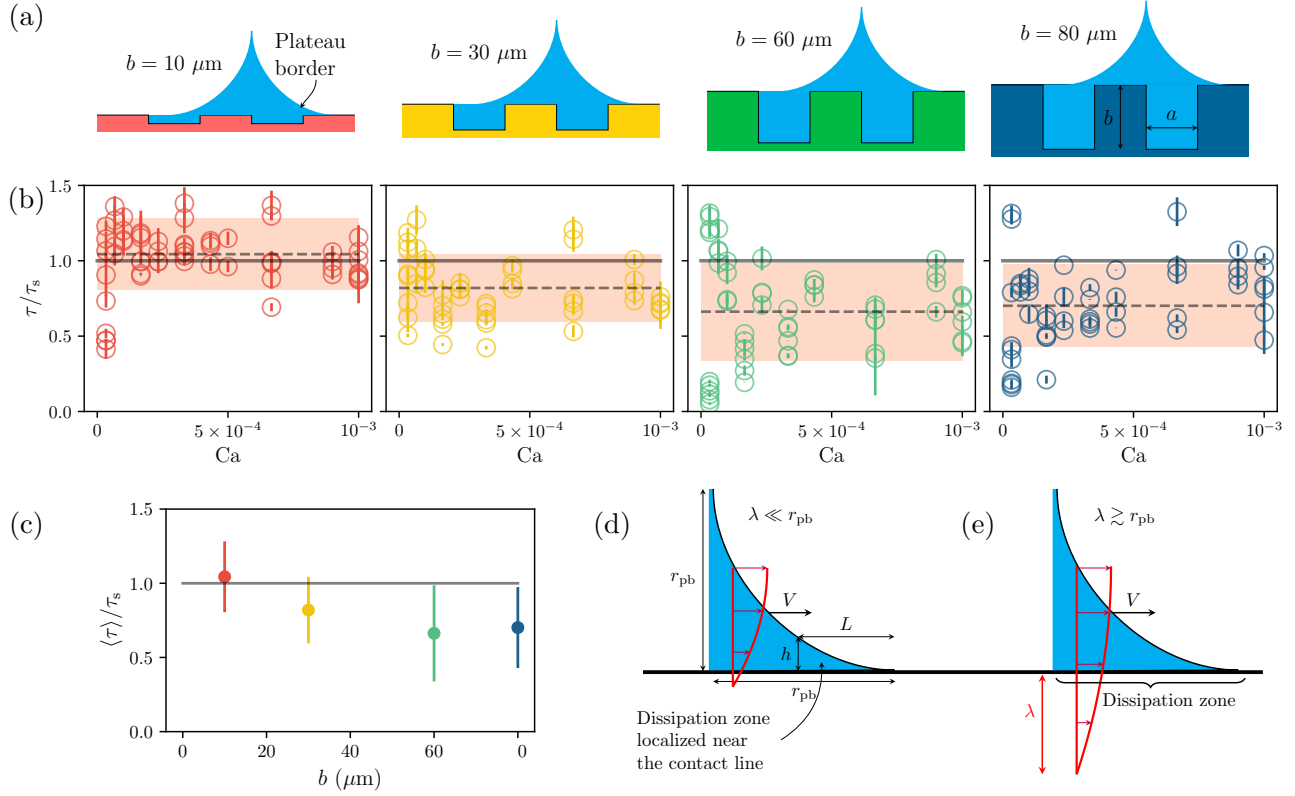 (a)
b = 10 μm
Plateau
border
b = 30 μm
b = 60 μm
b = 80 μm
b
a
(b)
τ/τs
1.5
1.0
0.5
0.0
0
5 × 10⁻⁴
10⁻³
Ca
0
5 × 10⁻⁴
10⁻³
Ca
0
5 × 10⁻⁴
10⁻³
Ca
0
5 × 10⁻⁴
10⁻³
Ca
(c)
⟨τ⟩/τs
1.5
1.0
0.5
0.0
0
20
40
60
0
b (μm)
(d)
λ ≪ rpb
rpb
V
L
h
rpb
Dissipation zone
localized near
the contact line
(e)
λ ≳ rpb
V
λ
Dissipation zone